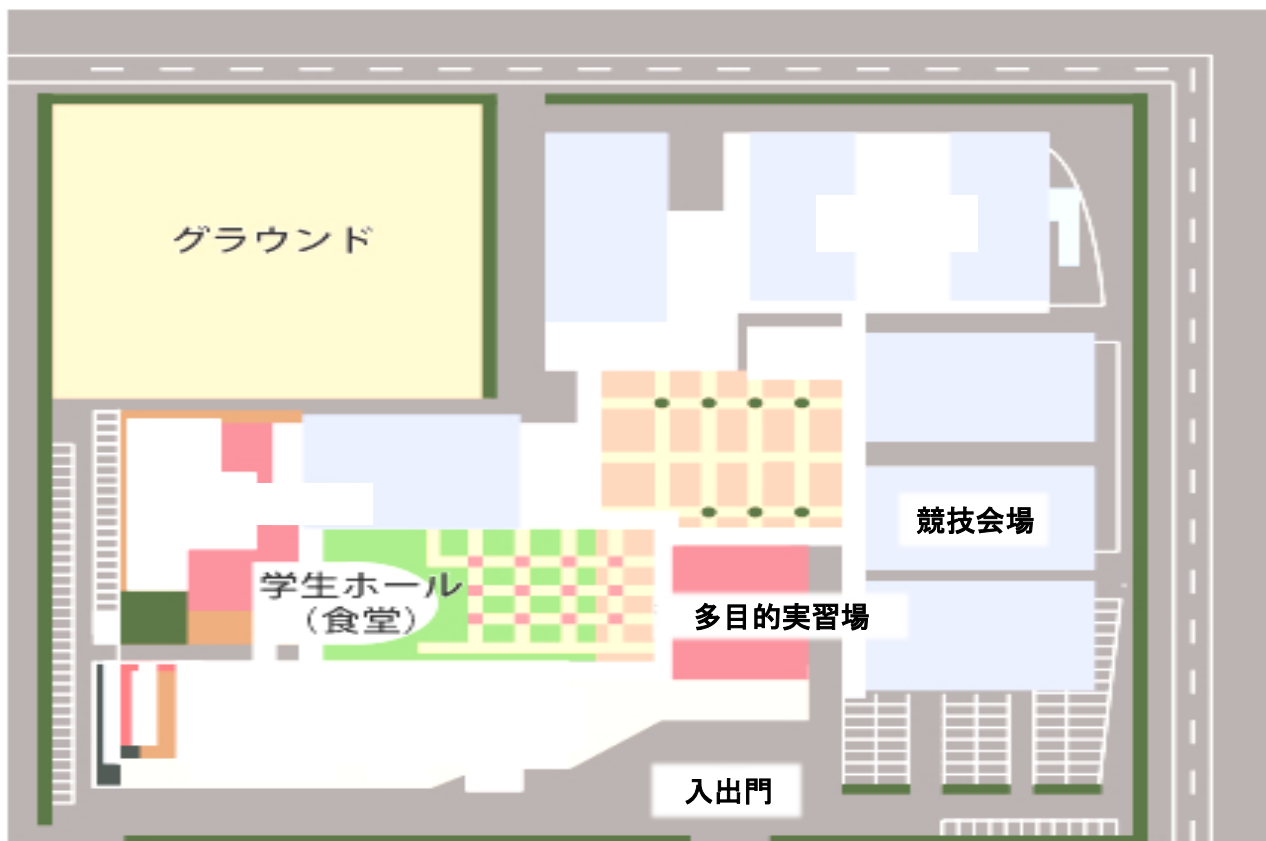 グラウンド
競技会場
学生ホール
（食堂）
多目的実習場
入出門